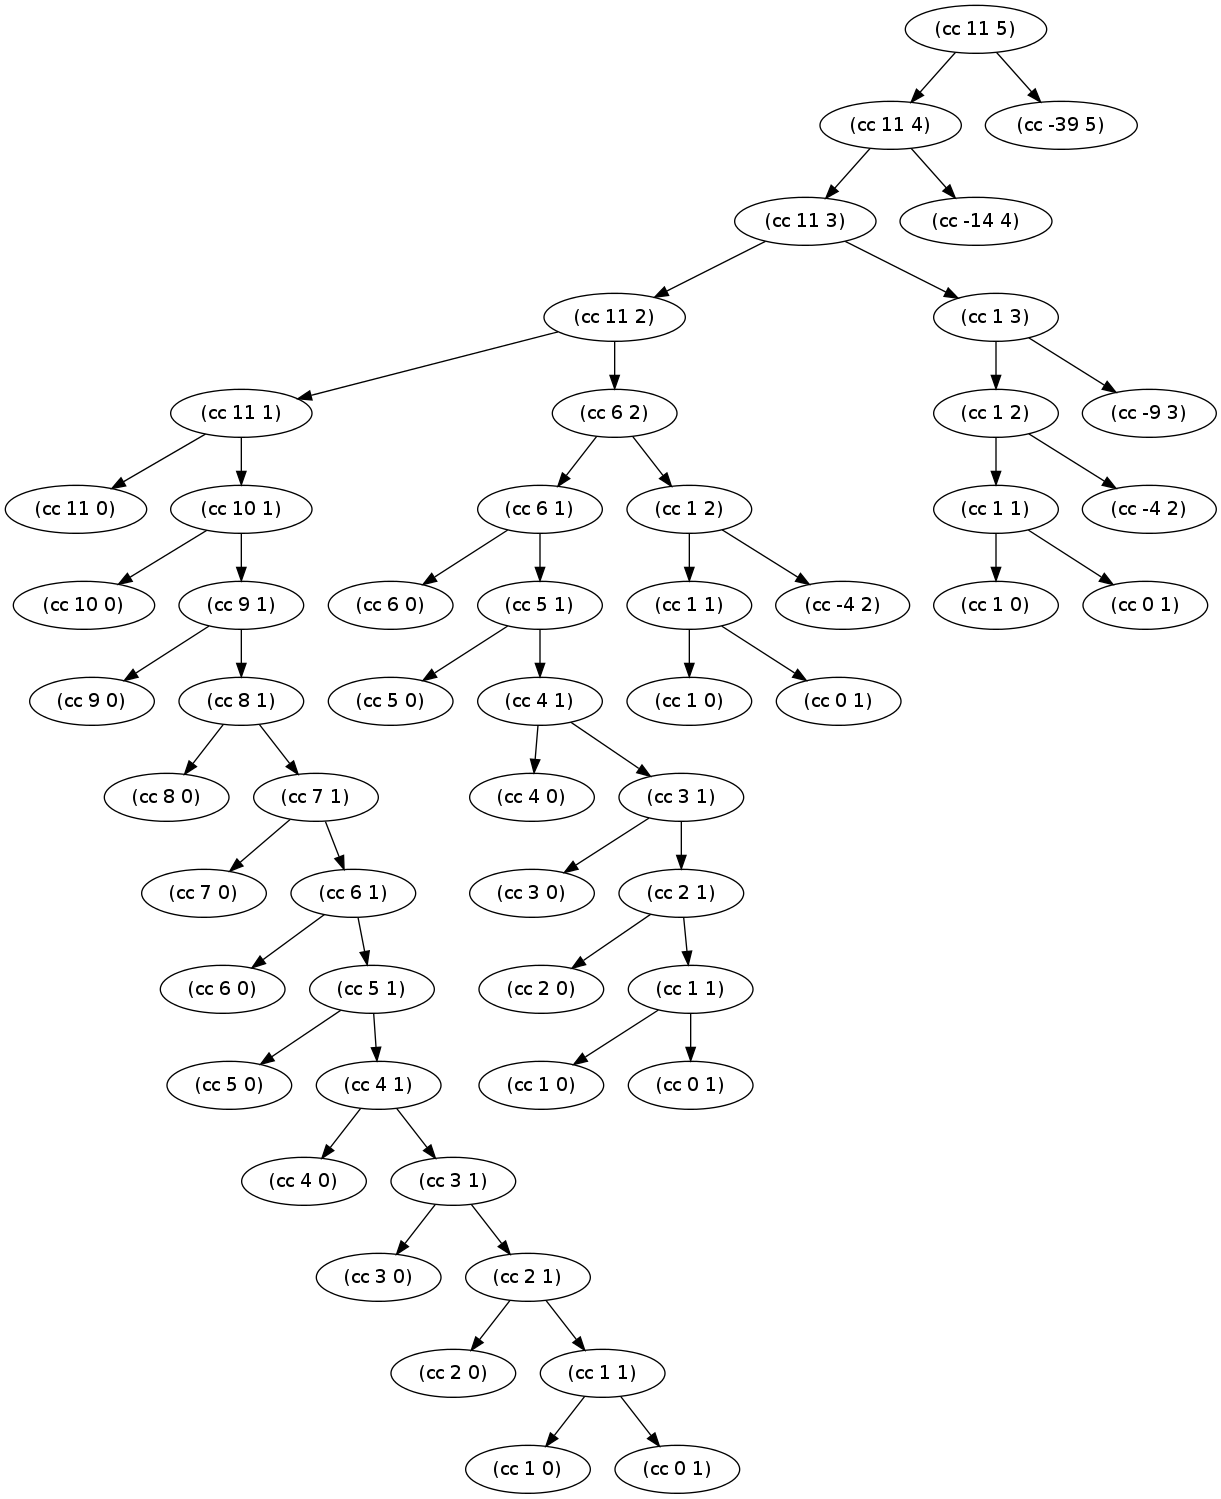 (cc 11 5)
(cc 11 4)
(cc -39 5)
(cc 11 3)
(cc -14 4)
(cc 11 2)
(cc 1 3)
(cc 11 1)
(cc 6 2)
(cc 1 2)
(cc -9 3)
(cc 11 0)
(cc 10 1)
(cc 6 1)
(cc 1 2)
(cc 1 1)
(cc -4 2)
(cc 10 0)
(cc 9 1)
(cc 6 0)
(cc 5 1)
(cc 1 1)
(cc -4 2)
(cc 1 0)
(cc 0 1)
(cc 9 0)
(cc 8 1)
(cc 5 0)
(cc 4 1)
(cc 1 0)
(cc 0 1)
(cc 8 0)
(cc 7 1)
(cc 4 0)
(cc 3 1)
(cc 7 0)
(cc 6 1)
(cc 3 0)
(cc 2 1)
(cc 6 0)
(cc 5 1)
(cc 2 0)
(cc 1 1)
(cc 5 0)
(cc 4 1)
(cc 1 0)
(cc 0 1)
(cc 4 0)
(cc 3 1)
(cc 3 0)
(cc 2 1)
(cc 2 0)
(cc 1 1)
(cc 1 0)
(cc 0 1)